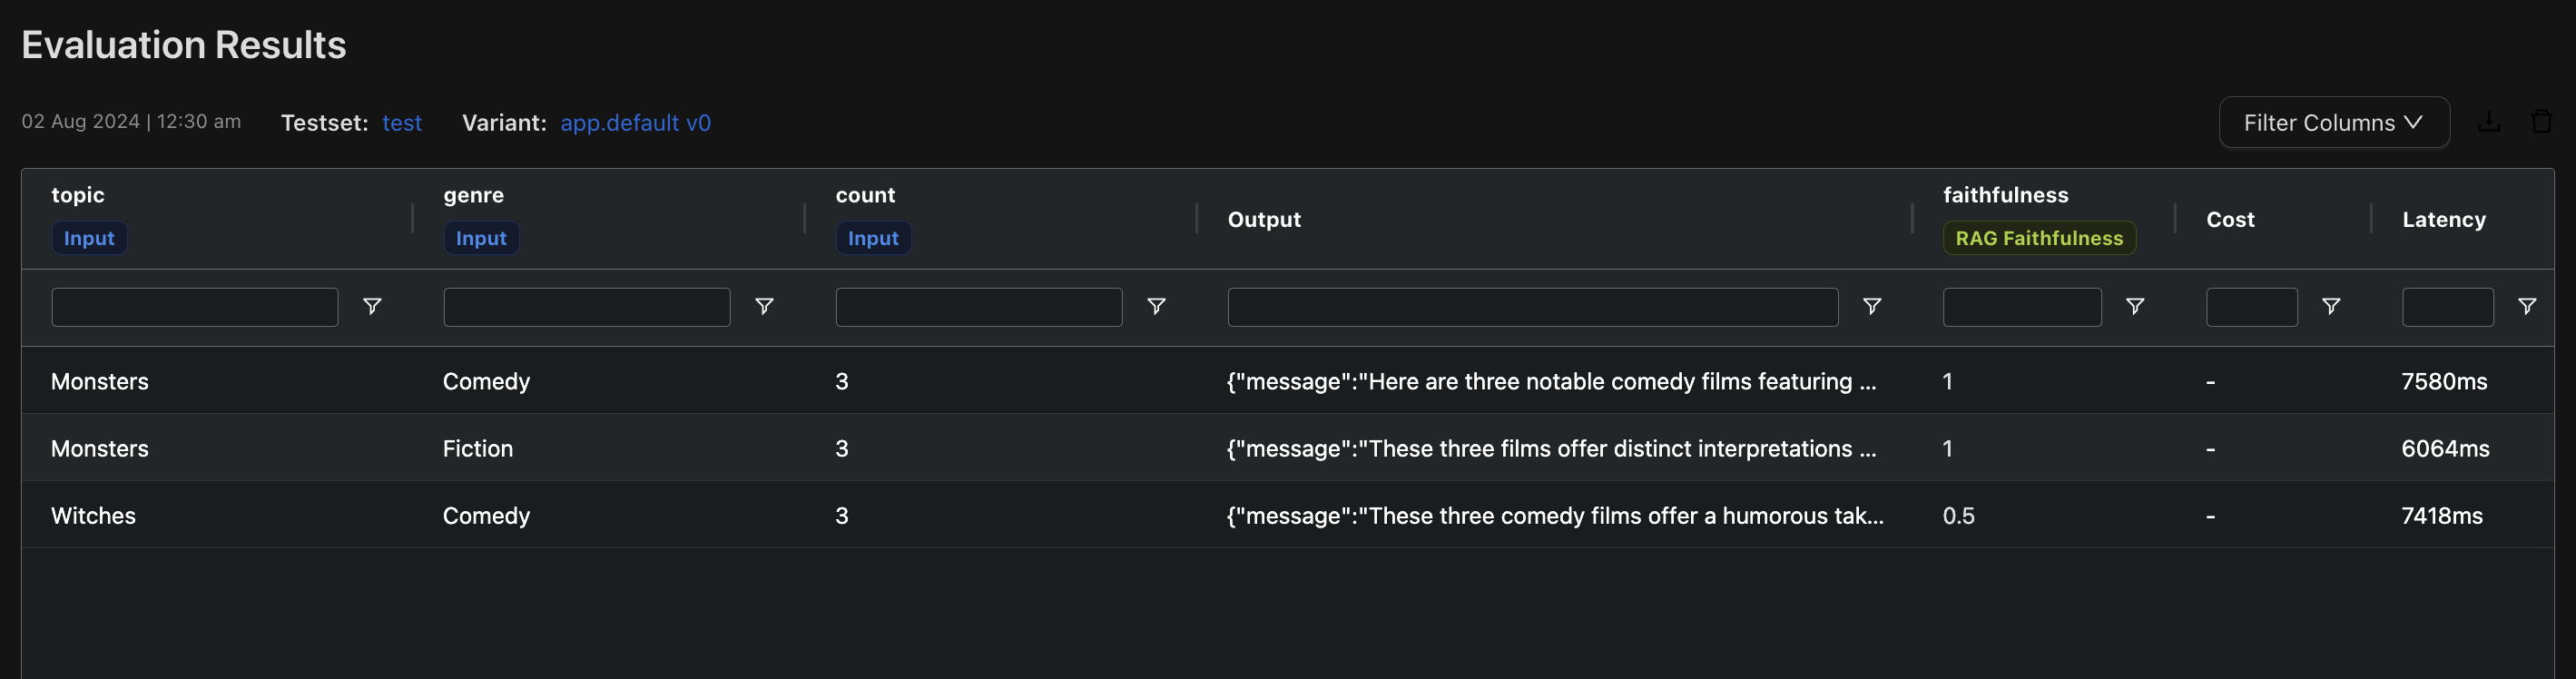 Evaluation Results
02 Aug 2024 | 12:30 am Testset: test Variant: app.default v0 Filter Columns
topic genre count Output faithfulness Cost Latency
Input Input Input RAG Faithfulness
Monsters Comedy 3 {"message":"Here are three notable comedy films featuring ... 1 - 7580ms
Monsters Fiction 3 {"message":"These three films offer distinct interpretations ... 1 - 6064ms
Witches Comedy 3 {"message":"These three comedy films offer a humorous tak... 0.5 - 7418ms